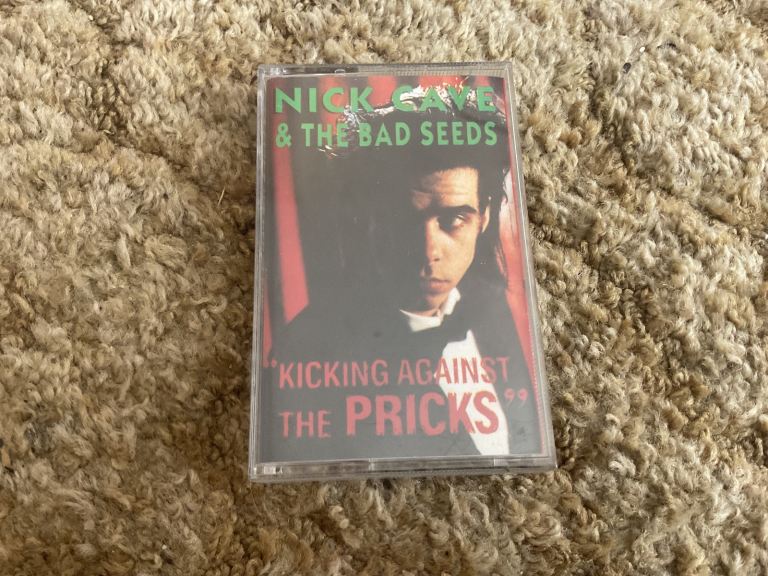 NICK CAVE
& THE BAD SEEDS
“KICKING AGAINST
THE PRICKS”